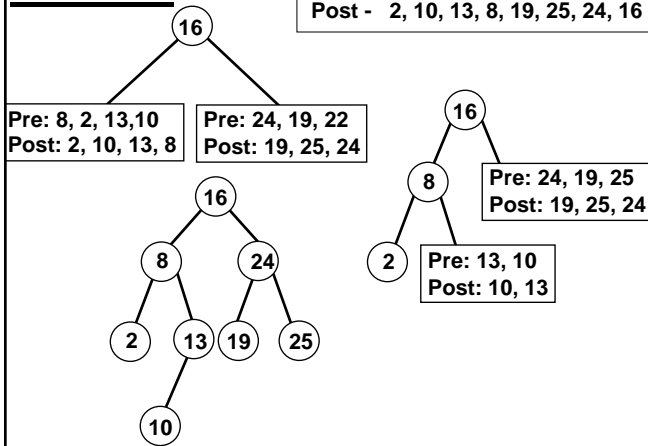 Post - 2, 10, 13, 8, 19, 25, 24, 16
16
Pre: 8, 2, 13,10
Post: 2, 10, 13, 8
Pre: 24, 19, 22
Post: 19, 25, 24
16
8
Pre: 24, 19, 25
Post: 19, 25, 24
2
Pre: 13, 10
Post: 10, 13
16
8
24
2
13
19
25
10